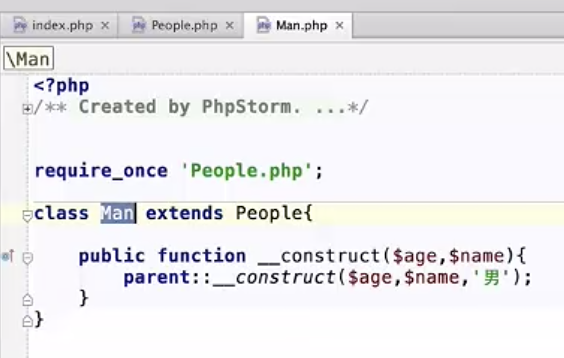 index.php × People.php × Man.php ×
\Man
<?php
/** Created by PhpStorm. ...*/
require_once 'People.php';
class Man extends People{
public function __construct($age,$name){
parent::__construct($age,$name,'男');
}
}